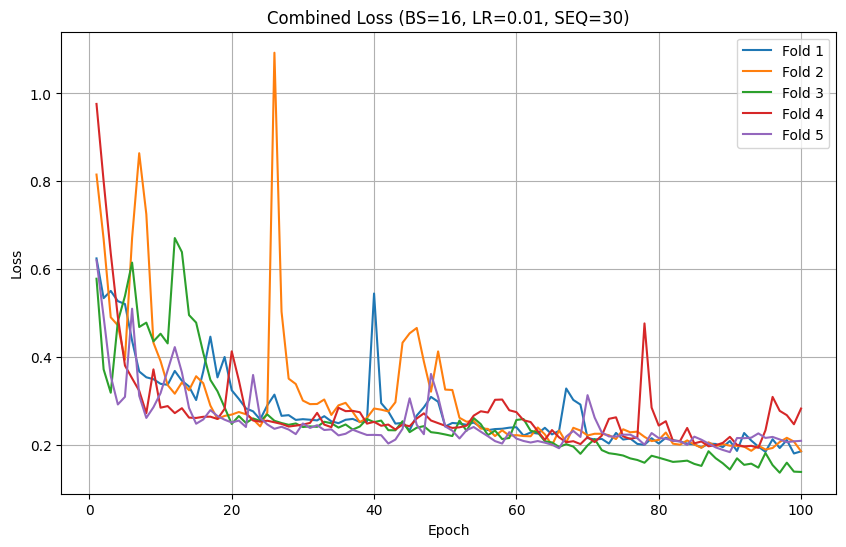 Combined Loss (BS=16, LR=0.01, SEQ=30)
Fold 1
Fold 2
Fold 3
Fold 4
Fold 5
Loss
1.0
0.8
0.6
0.4
0.2
0 20 40 60 80 100
Epoch